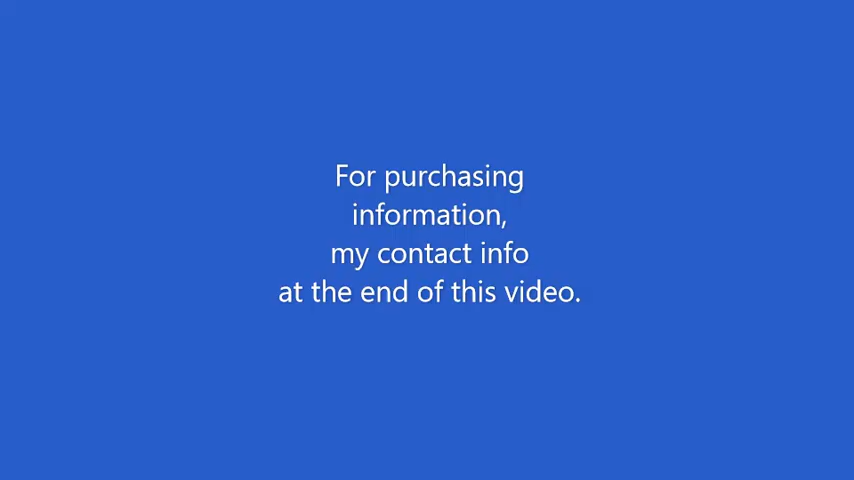 For purchasing
information,
my contact info
at the end of this video.